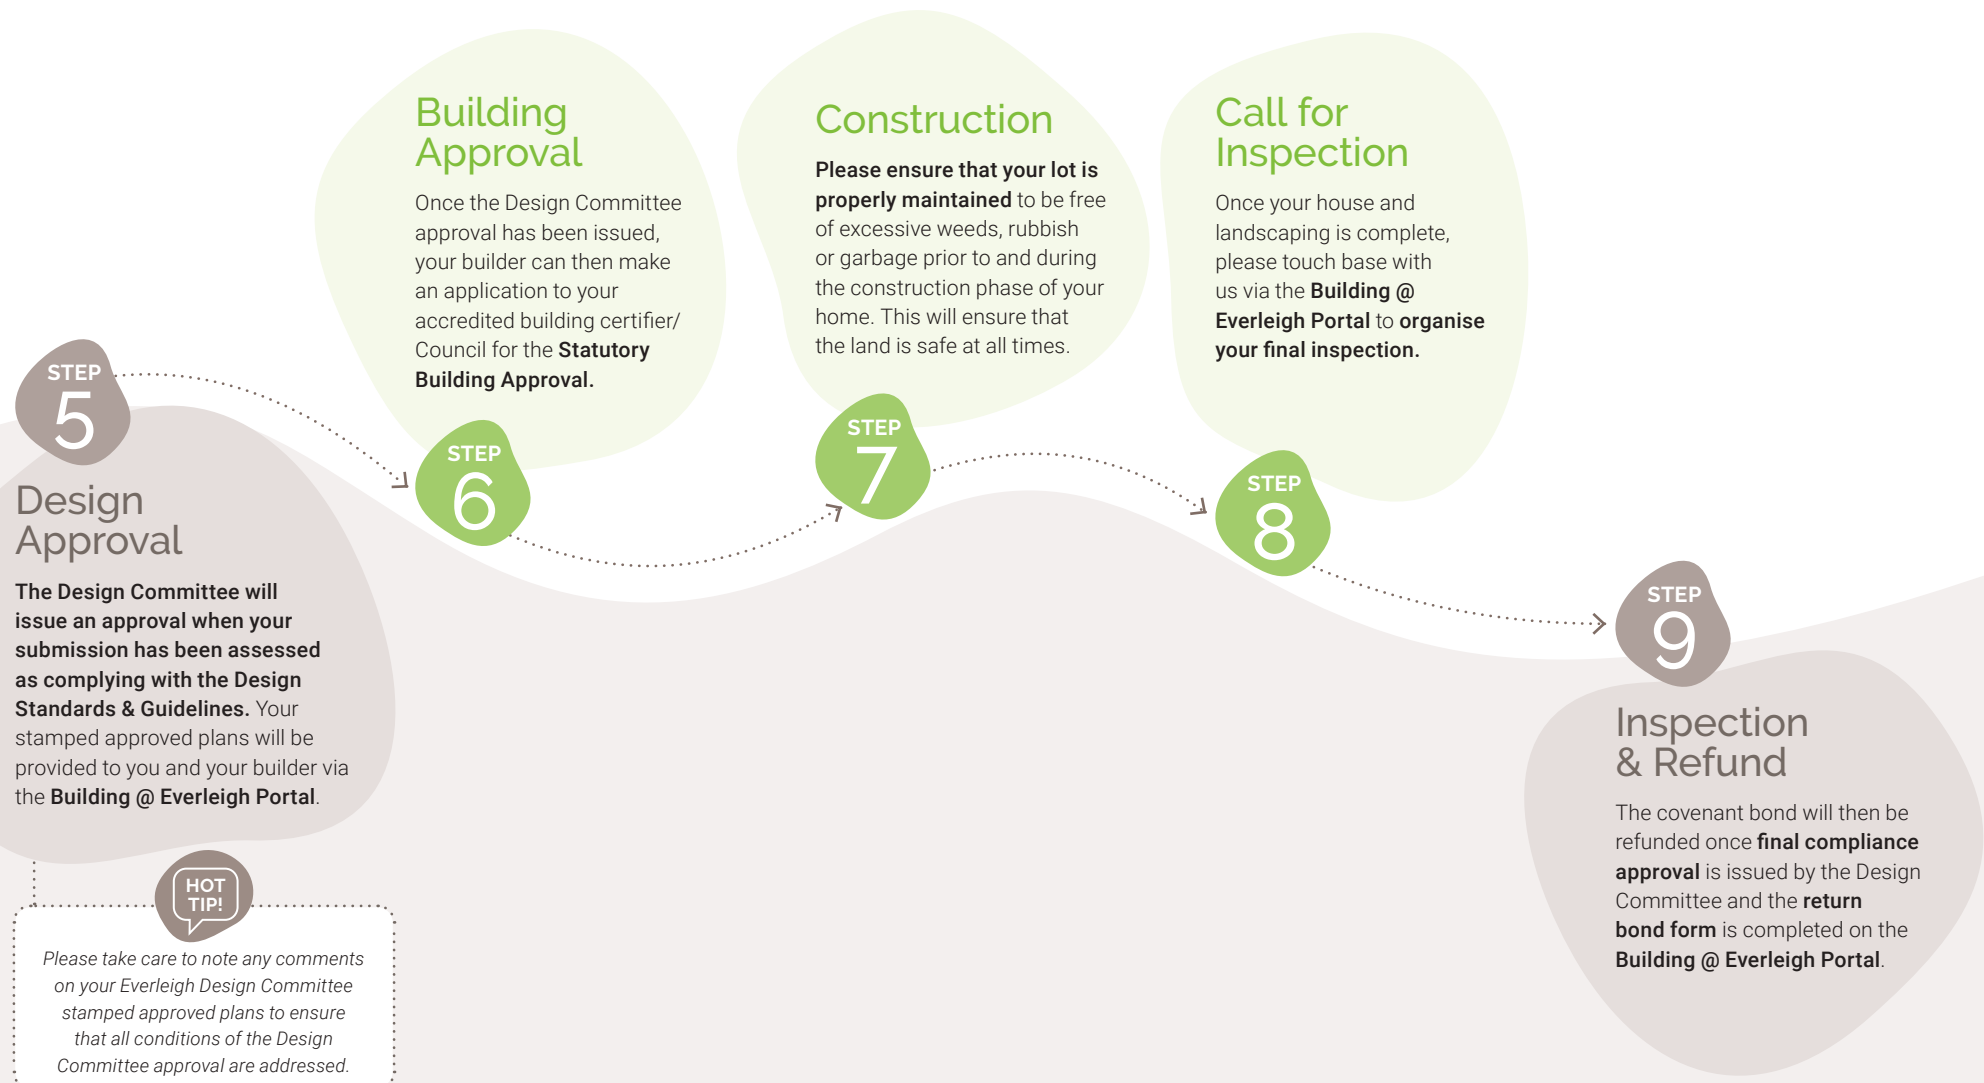 STEP
5
Design
Approval
The Design Committee will
issue an approval when your
submission has been assessed
as complying with the Design
Standards & Guidelines. Your
stamped approved plans will be
provided to you and your builder via
the Building @ Everleigh Portal.
HOT
TIP!
Please take care to note any comments
on your Everleigh Design Committee
stamped approved plans to ensure
that all conditions of the Design
Committee approval are addressed.
Building
Approval
Once the Design Committee
approval has been issued,
your builder can then make
an application to your
accredited building certifier/
Council for the Statutory
Building Approval.
STEP
6
Construction
Please ensure that your lot is
properly maintained to be free
of excessive weeds, rubbish
or garbage prior to and during
the construction phase of your
home. This will ensure that
the land is safe at all times.
STEP
7
Call for
Inspection
Once your house and
landscaping is complete,
please touch base with
us via the Building @
Everleigh Portal to organise
your final inspection.
STEP
8
STEP
9
Inspection
& Refund
The covenant bond will then be
refunded once final compliance
approval is issued by the Design
Committee and the return
bond form is completed on the
Building @ Everleigh Portal.